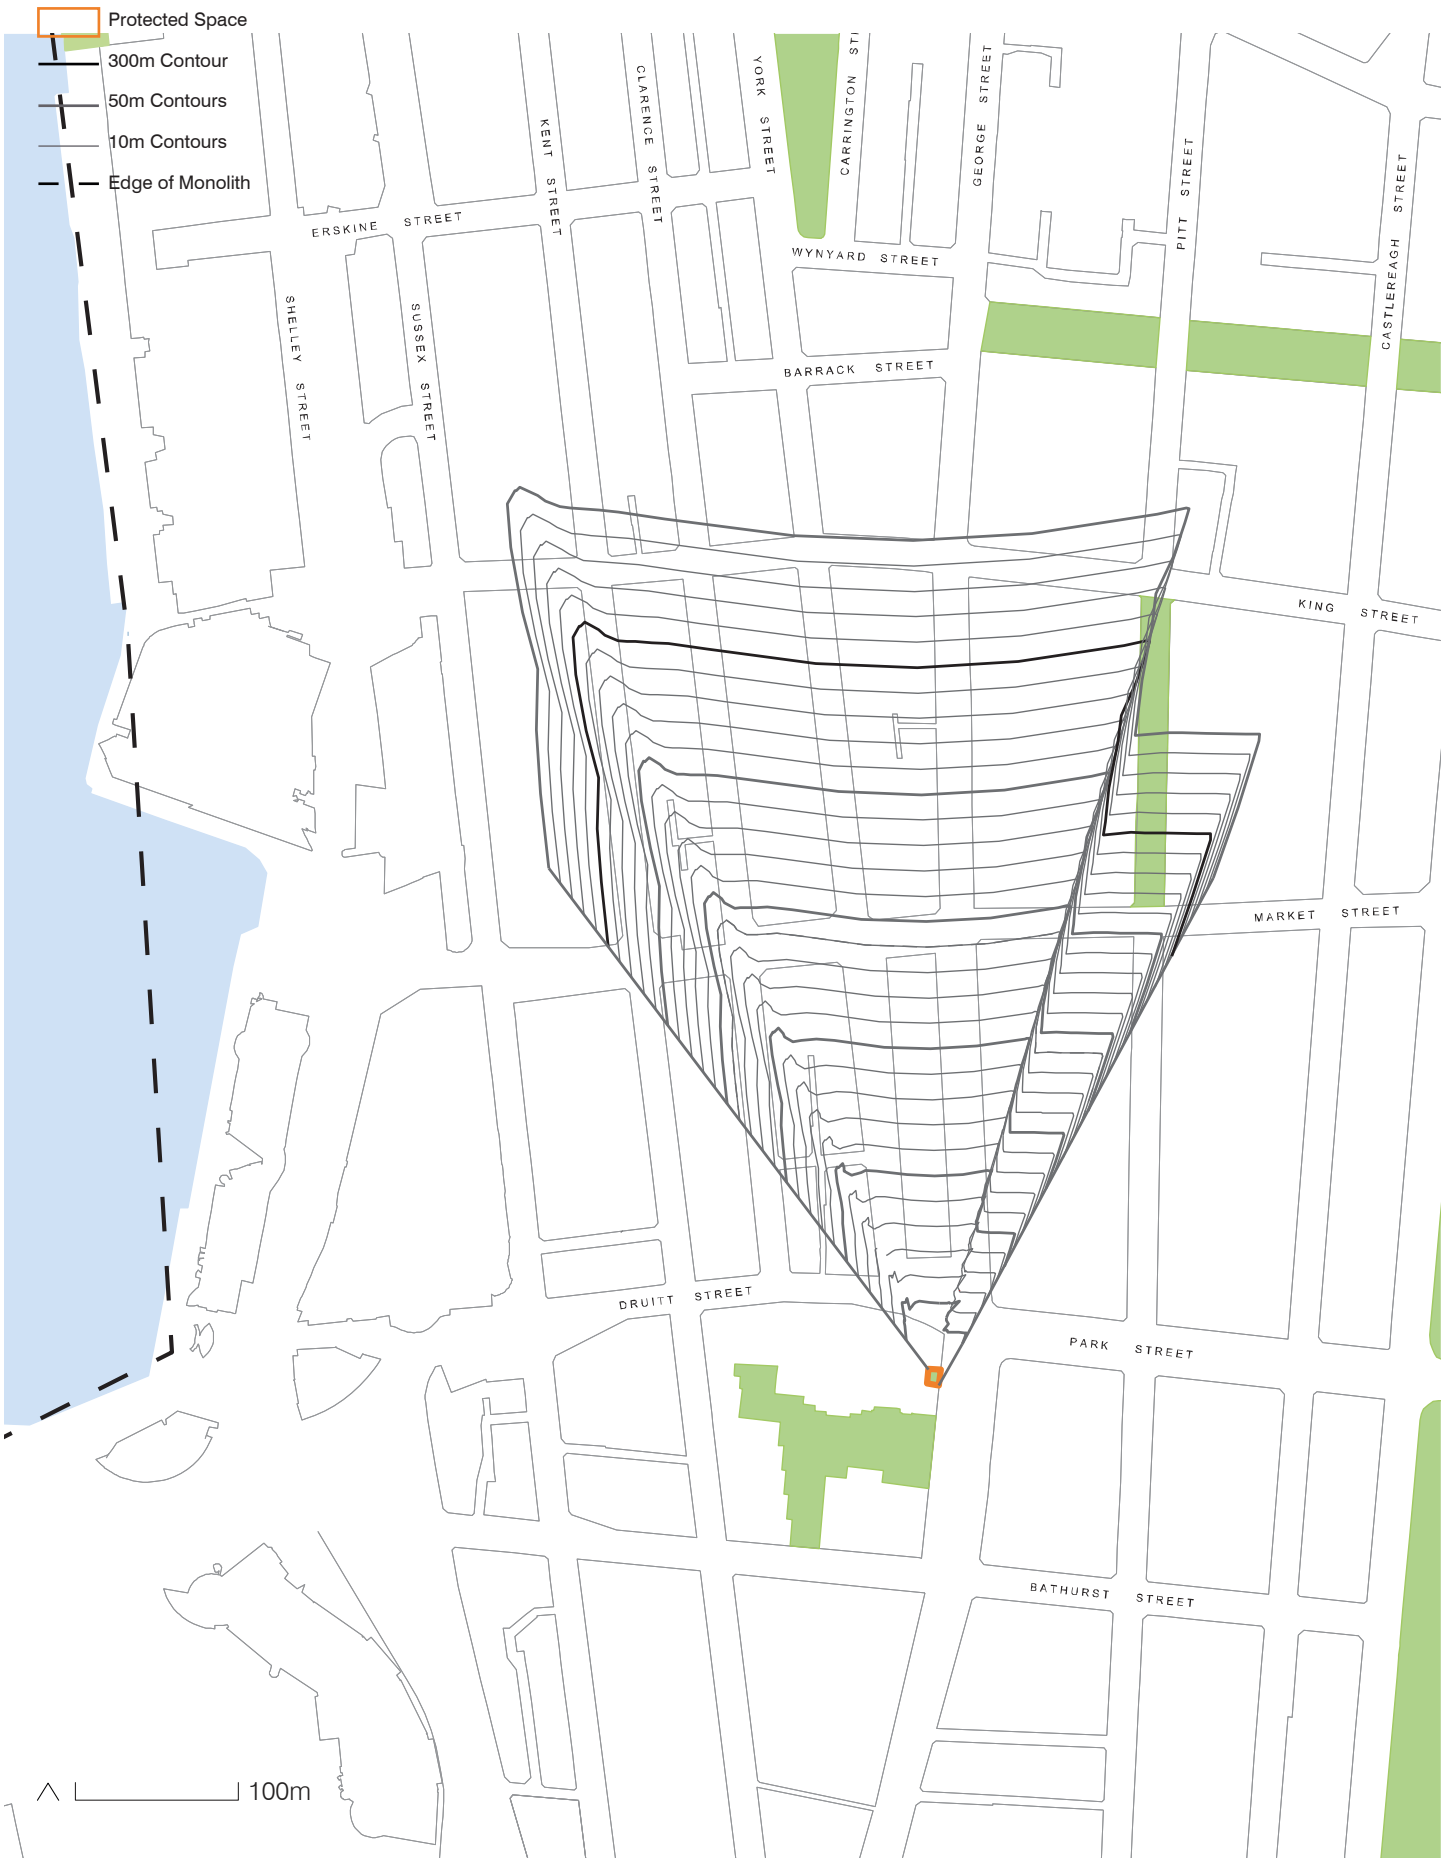 Protected Space
300m Contour
50m Contours
10m Contours
Edge of Monolith
KENT STREET
CLARENCE STREET
YORK STREET
CARRINGTON ST
GEORGE STREET
PITT STREET
CASTLEREAGH STREET
ERSKINE STREET
WYNYARD STREET
SHELLEY STREET
SUSSEX STREET
BARRACK STREET
KING STREET
MARKET STREET
DRUITT STREET
PARK STREET
BATHURST STREET
100m